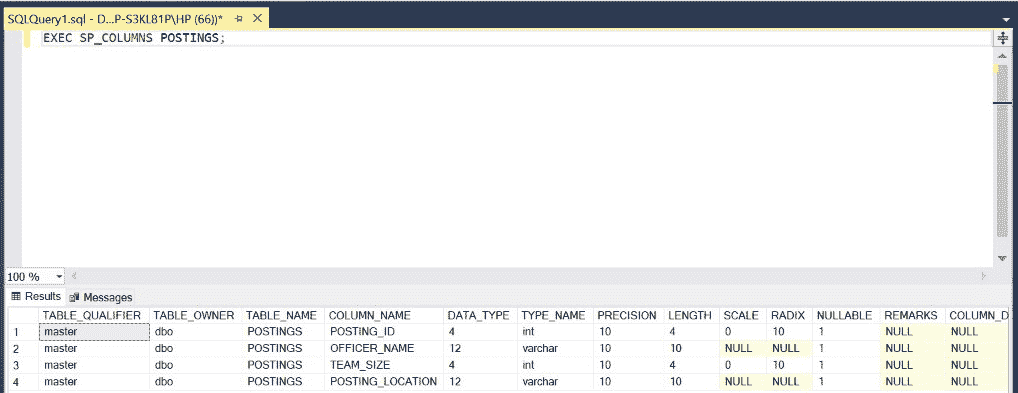 SQLQuery1.sql - D...P-S3KL81P\HP (66))*
EXEC SP_COLUMNS POSTINGS;
100 %
Results Messages
TABLE_QUALIFIER TABLE_OWNER TABLE_NAME COLUMN_NAME DATA_TYPE TYPE_NAME PRECISION LENGTH SCALE RADIX NULLABLE REMARKS COLUMN_D
1 master dbo POSTINGS POSTING_ID 4 int 10 4 0 10 1 NULL NULL
2 master dbo POSTINGS OFFICER_NAME 12 varchar 10 10 NULL NULL 1 NULL NULL
3 master dbo POSTINGS TEAM_SIZE 4 int 10 4 0 10 1 NULL NULL
4 master dbo POSTINGS POSTING_LOCATION 12 varchar 10 10 NULL NULL 1 NULL NULL